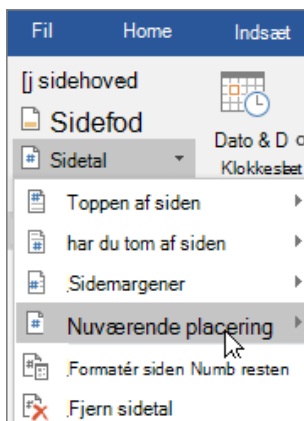 Fil Home Indsæt
[j sidehoved
Sidefod
Dato & D o
Sidetal
Klokkeslæt
Toppen af siden
har du tom af siden
.Sidemargener
Nuværende placering
.Formatér siden Numb resten
.Fjern sidetal